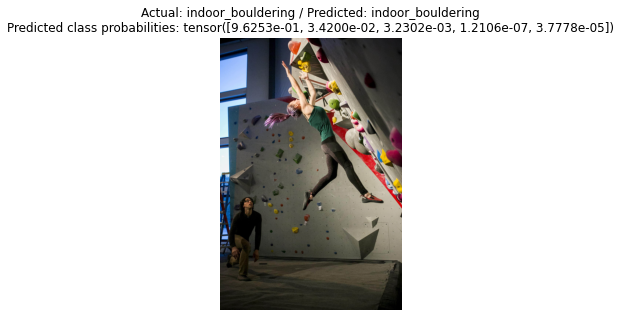 Actual: indoor_bouldering / Predicted: indoor_bouldering
Predicted class probabilities: tensor([9.6253e-01, 3.4200e-02, 3.2302e-03, 1.2106e-07, 3.7778e-05])